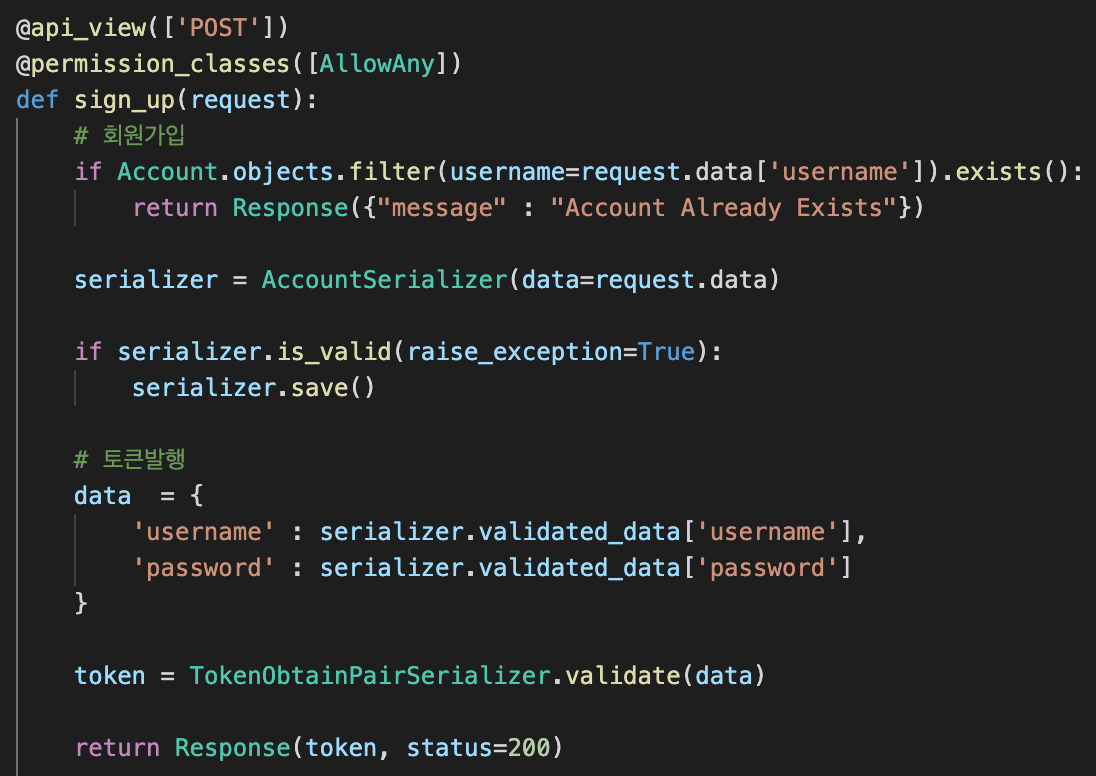 @api_view(['POST'])
@permission_classes([AllowAny])
def sign_up(request):
    # 회원가입
    if Account.objects.filter(username=request.data['username']).exists():
        return Response({"message" : "Account Already Exists"})
    serializer = AccountSerializer(data=request.data)
    if serializer.is_valid(raise_exception=True):
        serializer.save()
    # 토큰발행
    data  = {
        'username' : serializer.validated_data['username'],
        'password' : serializer.validated_data['password']
    }
    token = TokenObtainPairSerializer.validate(data)
    return Response(token, status=200)